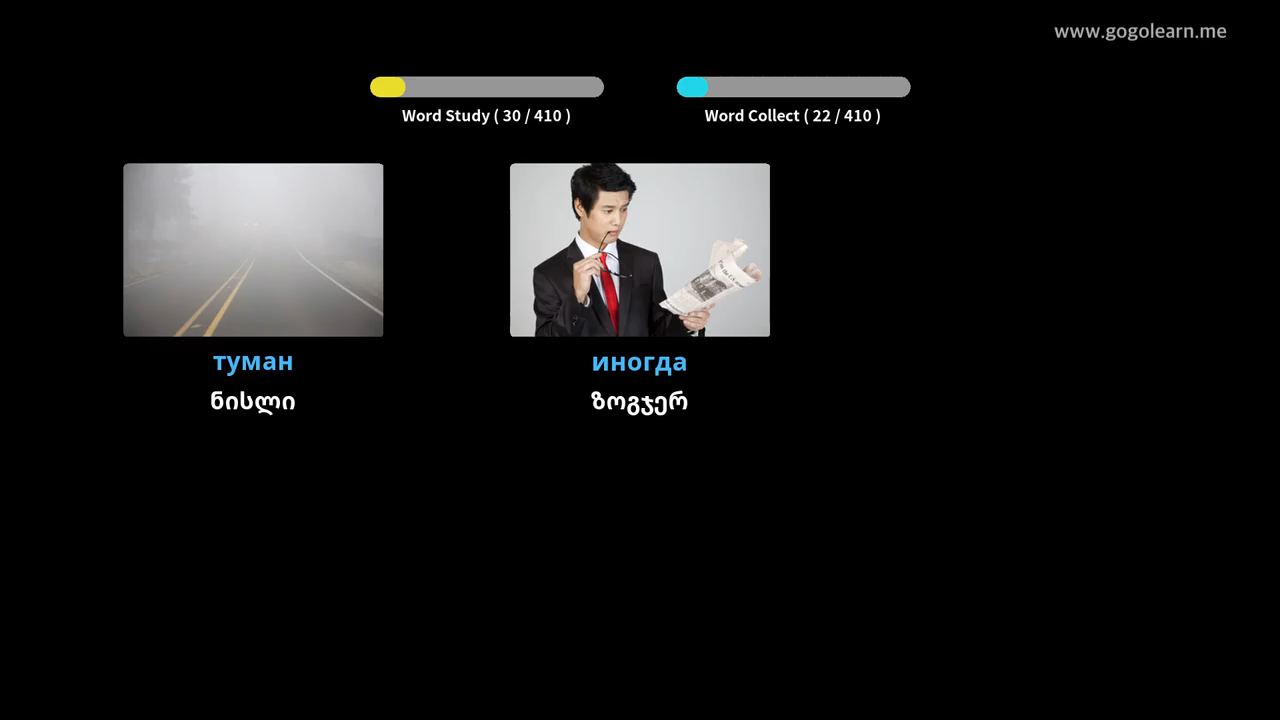 www.gogolearn.me
Word Study ( 30 / 410 )
Word Collect ( 22 / 410 )
туман
иногда
ნისლი
ზოგჯერ